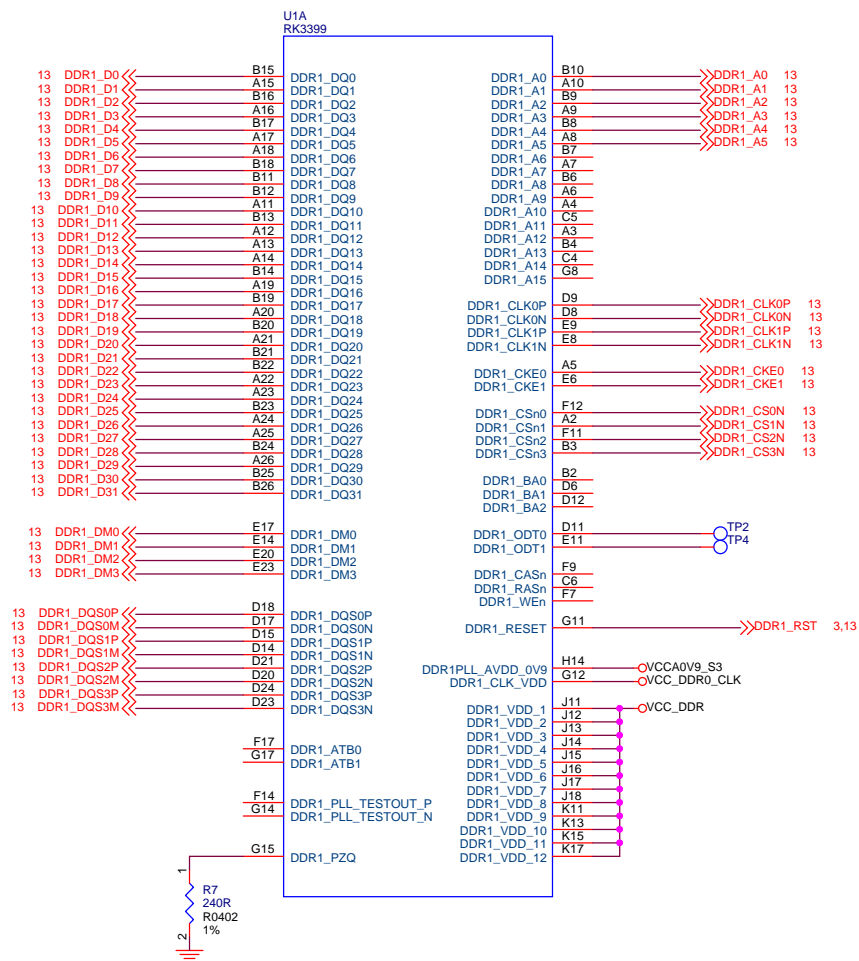 U1A
RK3399
13 DDR1_D0 B15 DDR1_DQ0
13 DDR1_D1 A15 DDR1_DQ1
13 DDR1_D2 B16 DDR1_DQ2
13 DDR1_D3 A16 DDR1_DQ3
13 DDR1_D4 B17 DDR1_DQ4
13 DDR1_D5 A17 DDR1_DQ5
13 DDR1_D6 A18 DDR1_DQ6
13 DDR1_D7 B18 DDR1_DQ7
13 DDR1_D8 B11 DDR1_DQ8
13 DDR1_D9 B12 DDR1_DQ9
13 DDR1_D10 A11 DDR1_DQ10
13 DDR1_D11 B13 DDR1_DQ11
13 DDR1_D12 A12 DDR1_DQ12
13 DDR1_D13 A13 DDR1_DQ13
13 DDR1_D14 A14 DDR1_DQ14
13 DDR1_D15 B14 DDR1_DQ15
13 DDR1_D16 A19 DDR1_DQ16
13 DDR1_D17 B19 DDR1_DQ17
13 DDR1_D18 A20 DDR1_DQ18
13 DDR1_D19 B20 DDR1_DQ19
13 DDR1_D20 A21 DDR1_DQ20
13 DDR1_D21 B21 DDR1_DQ21
13 DDR1_D22 B22 DDR1_DQ22
13 DDR1_D23 A22 DDR1_DQ23
13 DDR1_D24 A23 DDR1_DQ24
13 DDR1_D25 B23 DDR1_DQ25
13 DDR1_D26 A24 DDR1_DQ26
13 DDR1_D27 A25 DDR1_DQ27
13 DDR1_D28 B24 DDR1_DQ28
13 DDR1_D29 A26 DDR1_DQ29
13 DDR1_D30 B25 DDR1_DQ30
13 DDR1_D31 B26 DDR1_DQ31
13 DDR1_DM0 E17 DDR1_DM0
13 DDR1_DM1 E14 DDR1_DM1
13 DDR1_DM2 E20 DDR1_DM2
13 DDR1_DM3 E23 DDR1_DM3
13 DDR1_DQS0P D18 DDR1_DQS0P
13 DDR1_DQS0M D17 DDR1_DQS0N
13 DDR1_DQS1P D15 DDR1_DQS1P
13 DDR1_DQS1M D14 DDR1_DQS1N
13 DDR1_DQS2P D21 DDR1_DQS2P
13 DDR1_DQS2M D20 DDR1_DQS2N
13 DDR1_DQS3P D24 DDR1_DQS3P
13 DDR1_DQS3M D23 DDR1_DQS3N
F17 DDR1_ATB0
G17 DDR1_ATB1
F14 DDR1_PLL_TESTOUT_P
G14 DDR1_PLL_TESTOUT_N
G15 DDR1_PZQ
1
R7
240R
R0402
1%
2
DDR1_A0 B10 DDR1_A0 13
DDR1_A1 A10 DDR1_A1 13
DDR1_A2 B9 DDR1_A2 13
DDR1_A3 A9 DDR1_A3 13
DDR1_A4 B8 DDR1_A4 13
DDR1_A5 A8 DDR1_A5 13
DDR1_A6 B7
DDR1_A7 A7
DDR1_A8 B6
DDR1_A9 A6
DDR1_A10 A4
DDR1_A11 C5
DDR1_A12 A3
DDR1_A13 B4
DDR1_A14 C4
DDR1_A15 G8
DDR1_CLK0P D9 DDR1_CLK0P 13
DDR1_CLK0N D8 DDR1_CLK0N 13
DDR1_CLK1P E9 DDR1_CLK1P 13
DDR1_CLK1N E8 DDR1_CLK1N 13
DDR1_CKE0 A5 DDR1_CKE0 13
DDR1_CKE1 E6 DDR1_CKE1 13
DDR1_CSn0 F12 DDR1_CS0N 13
DDR1_CSn1 A2 DDR1_CS1N 13
DDR1_CSn2 F11 DDR1_CS2N 13
DDR1_CSn3 B3 DDR1_CS3N 13
DDR1_BA0 B2
DDR1_BA1 D6
DDR1_BA2 D12
DDR1_ODT0 D11 TP2
DDR1_ODT1 E11 TP4
DDR1_CASn F9
DDR1_RASn C6
DDR1_WEn F7
DDR1_RESET G11 DDR1_RST 3,13
DDR1PLL_AVDD_0V9 H14 VCCA0V9_S3
DDR1_CLK_VDD G12 VCC_DDR0_CLK
DDR1_VDD_1 J11 VCC_DDR
DDR1_VDD_2 J12
DDR1_VDD_3 J13
DDR1_VDD_4 J14
DDR1_VDD_5 J15
DDR1_VDD_6 J16
DDR1_VDD_7 J17
DDR1_VDD_8 J18
DDR1_VDD_9 K11
DDR1_VDD_10 K13
DDR1_VDD_11 K15
DDR1_VDD_12 K17